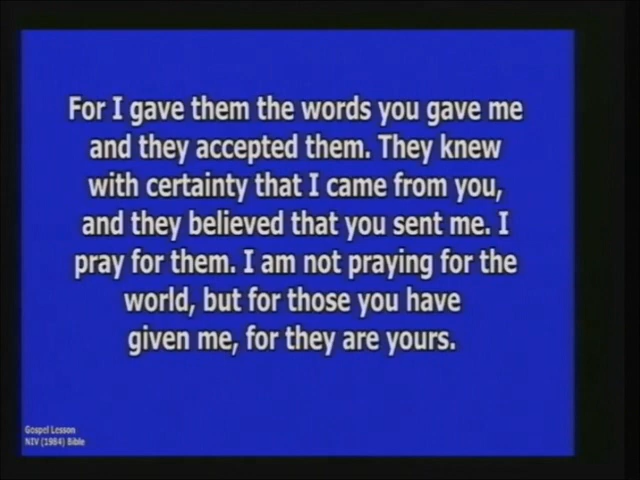 For I gave them the words you gave me
and they accepted them. They knew
with certainty that I came from you,
and they believed that you sent me. I
pray for them. I am not praying for the
world, but for those you have
given me, for they are yours.
Gospel Lesson
NIV (1984) Bible